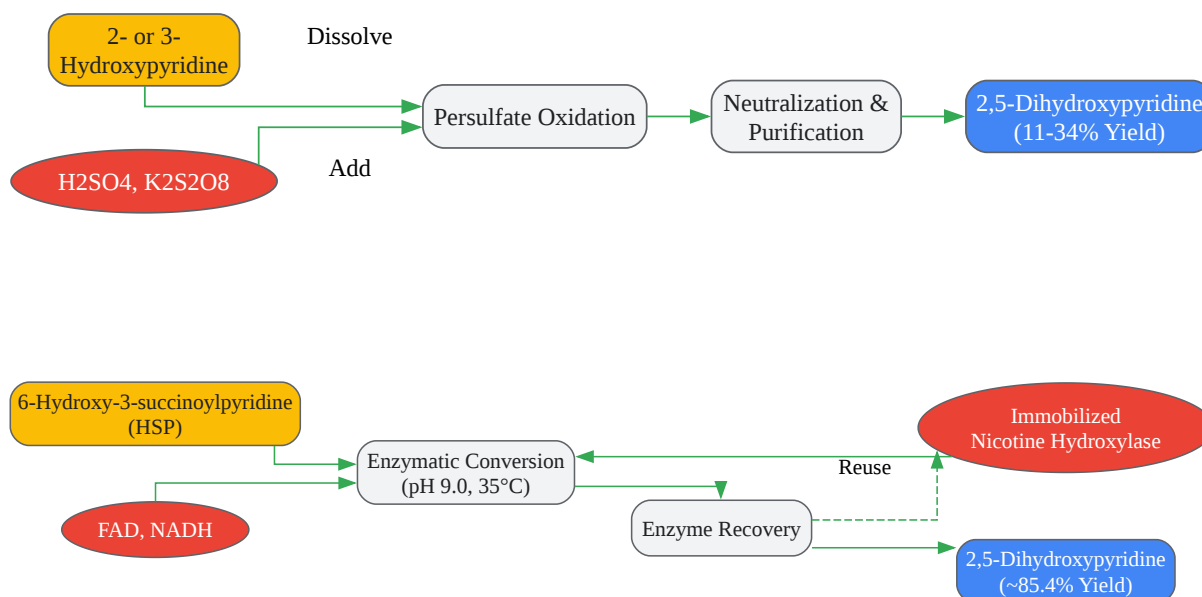 2- or 3-
Hydroxypyridine
Dissolve
Persulfate Oxidation
Neutralization &
Purification
2,5-Dihydroxypyridine
(11-34% Yield)
H2SO4, K2S2O8
Add
6-Hydroxy-3-succinoylpyridine
(HSP)
Immobilized
Nicotine Hydroxylase
Enzymatic Conversion
(pH 9.0, 35°C)
Reuse
FAD, NADH
Enzyme Recovery
2,5-Dihydroxypyridine
(~85.4% Yield)